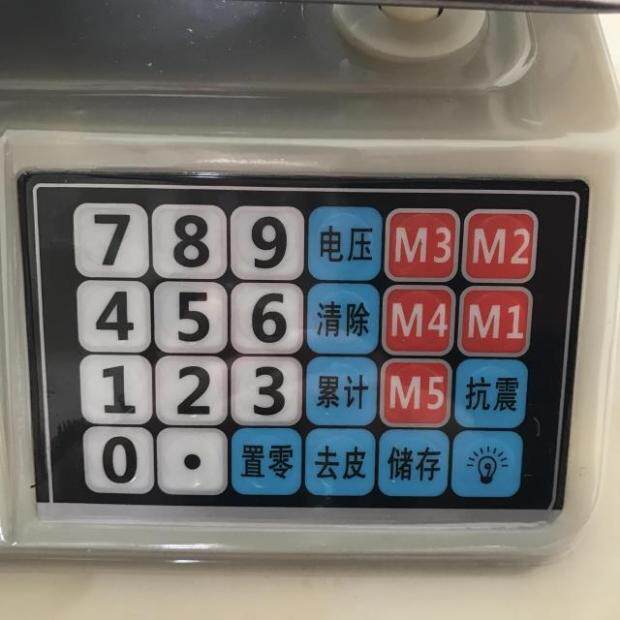 7 8 9 电压 M3 M2
4 5 6 清除 M4 M1
1 2 3 累计 M5 抗震
0 . 置零 去皮 储存